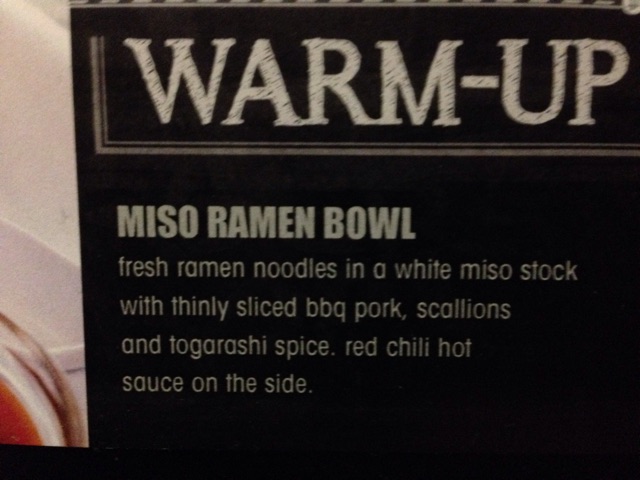 WARM-UP
MISO RAMEN BOWL
fresh ramen noodles in a white miso stock
with thinly sliced bbq pork, scallions
and togarashi spice. red chili hot
sauce on the side.